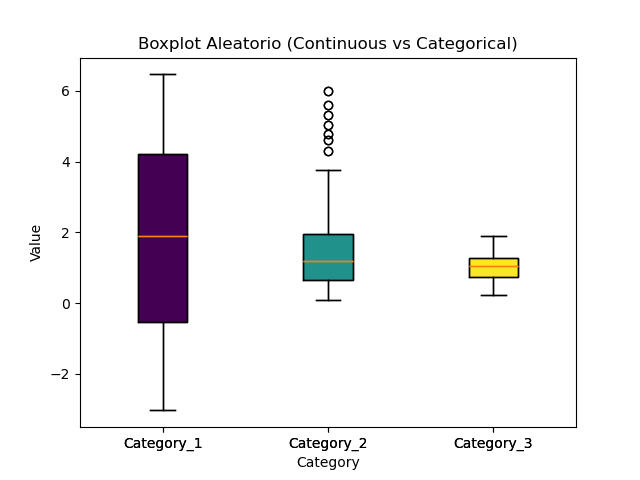 Boxplot Aleatorio (Continuous vs Categorical)
6
4
2
0
−2
Value
Category_1
Category_2
Category_3
Category